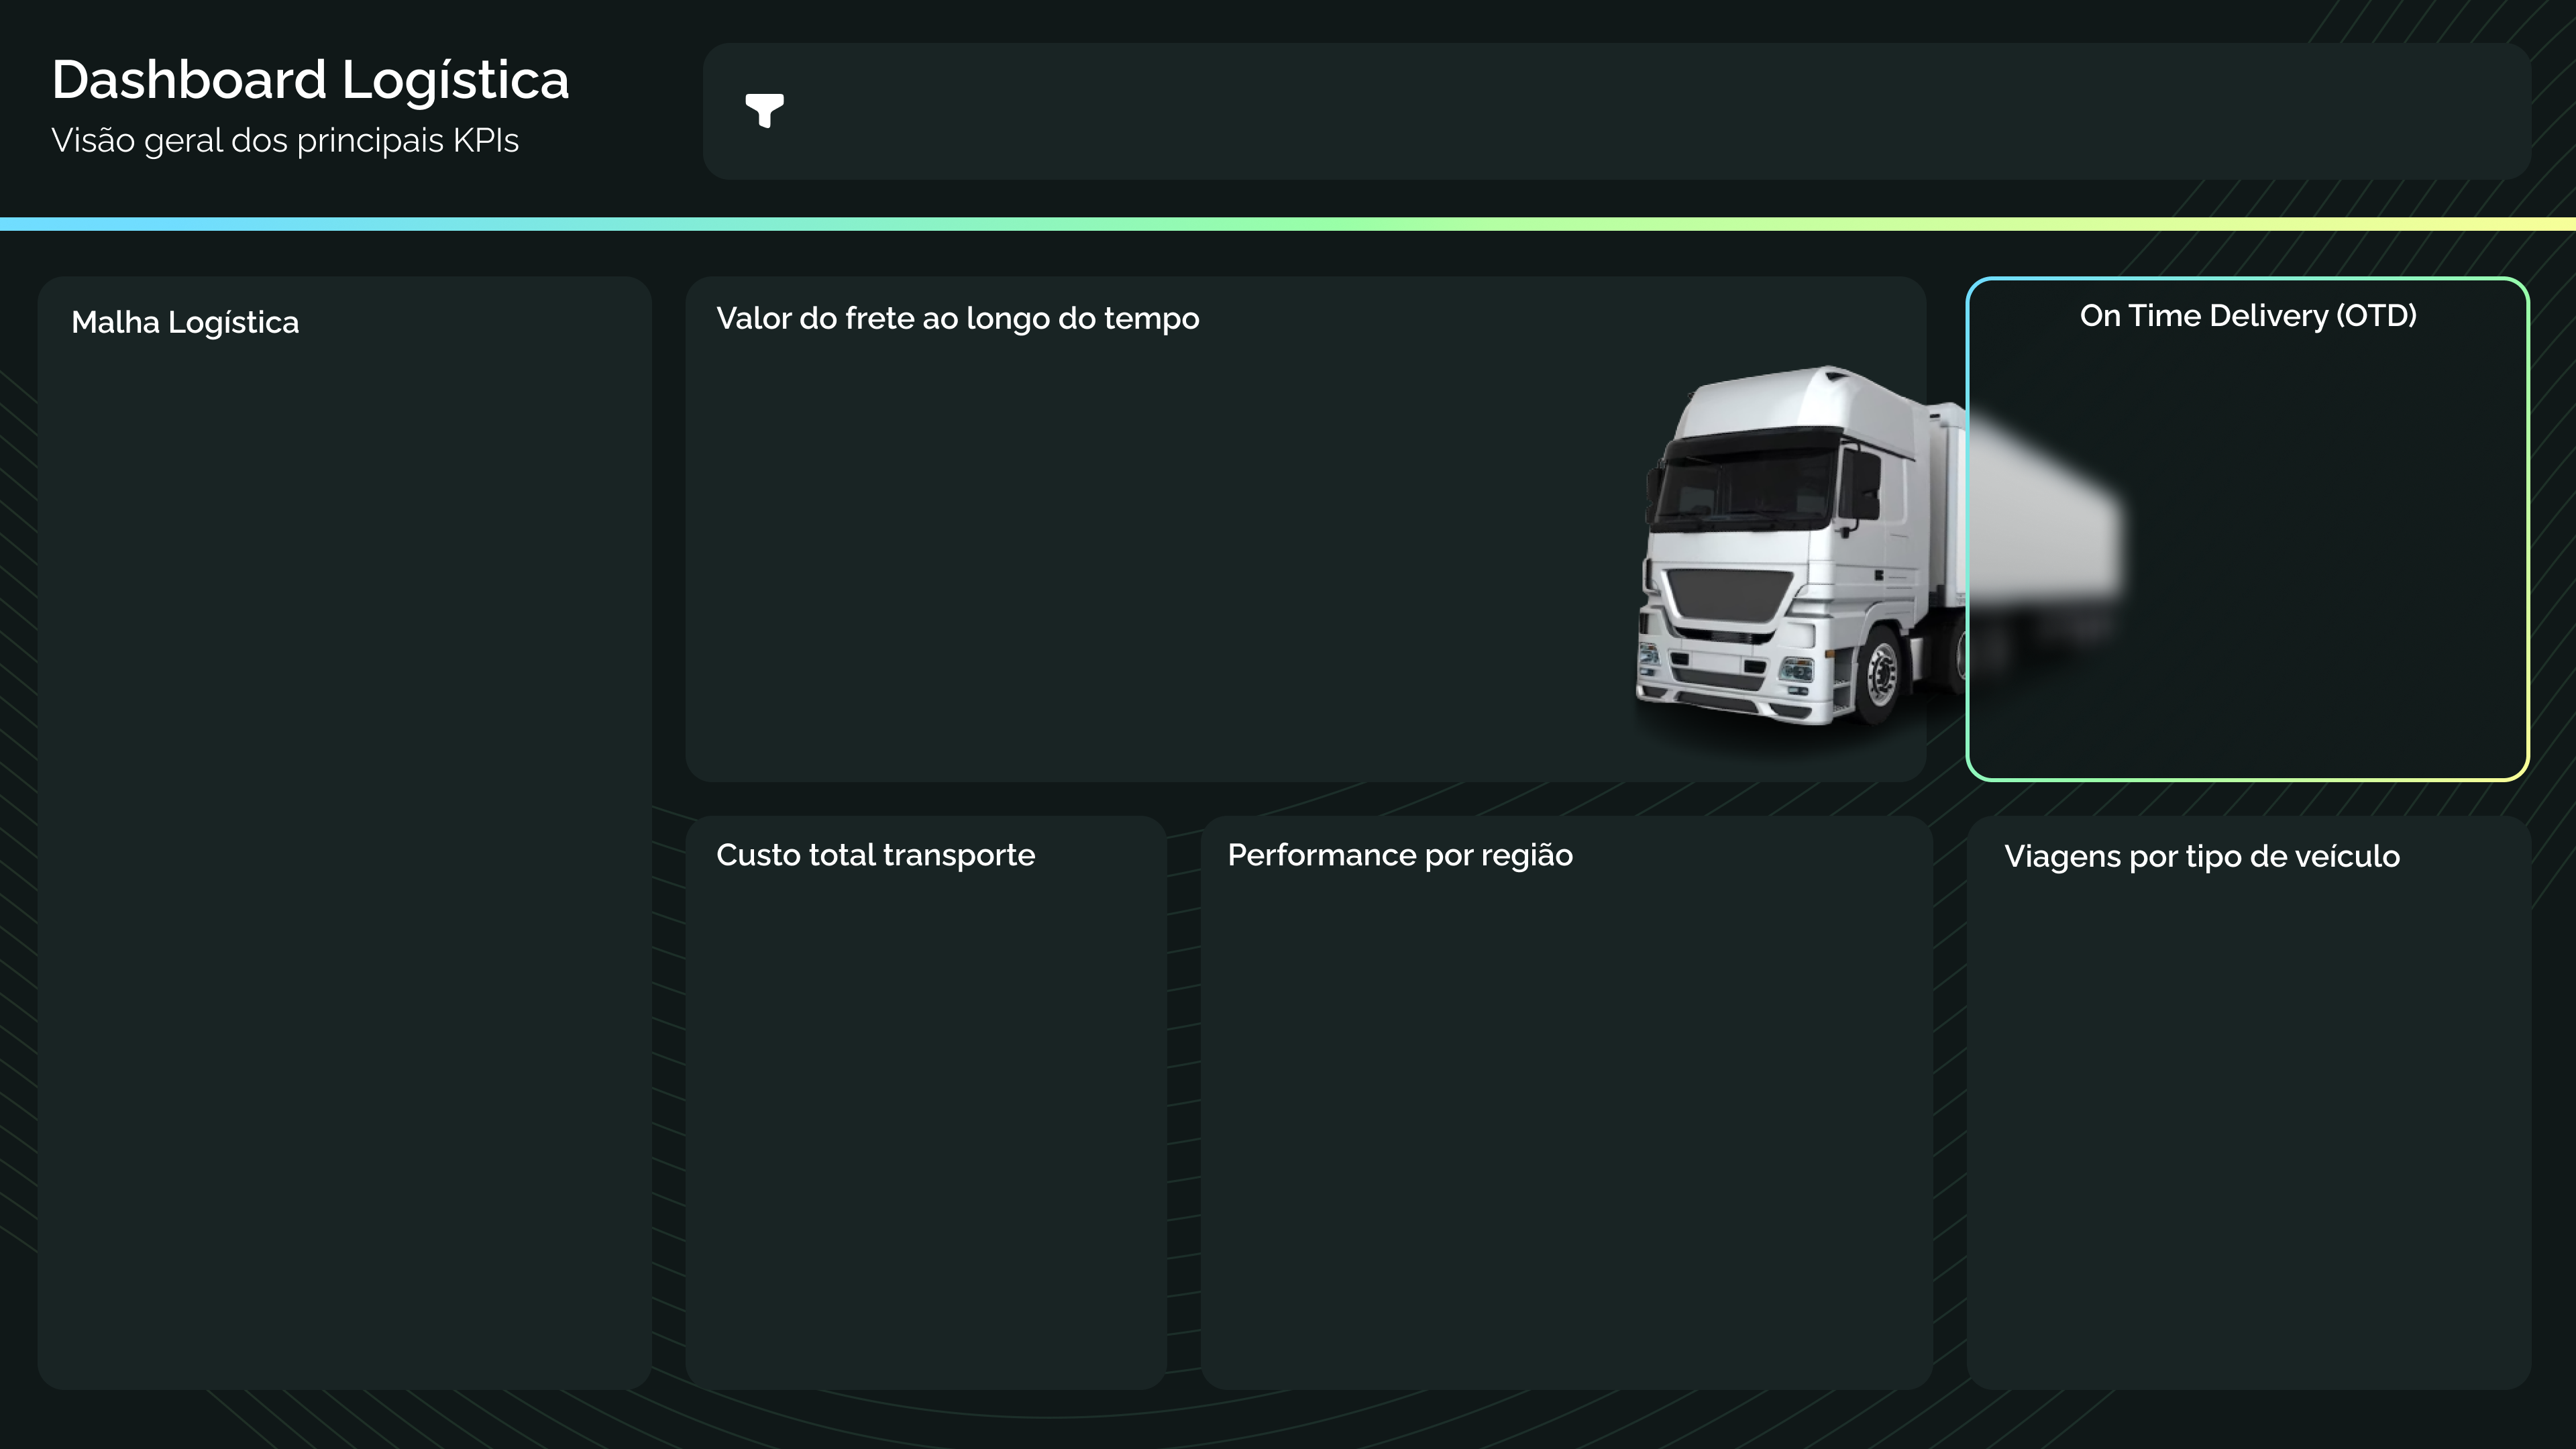 Dashboard Logística
Visão geral dos principais KPIs
Malha Logística
Valor do frete ao longo do tempo
On Time Delivery (OTD)
Custo total transporte
Performance por região
Viagens por tipo de veículo